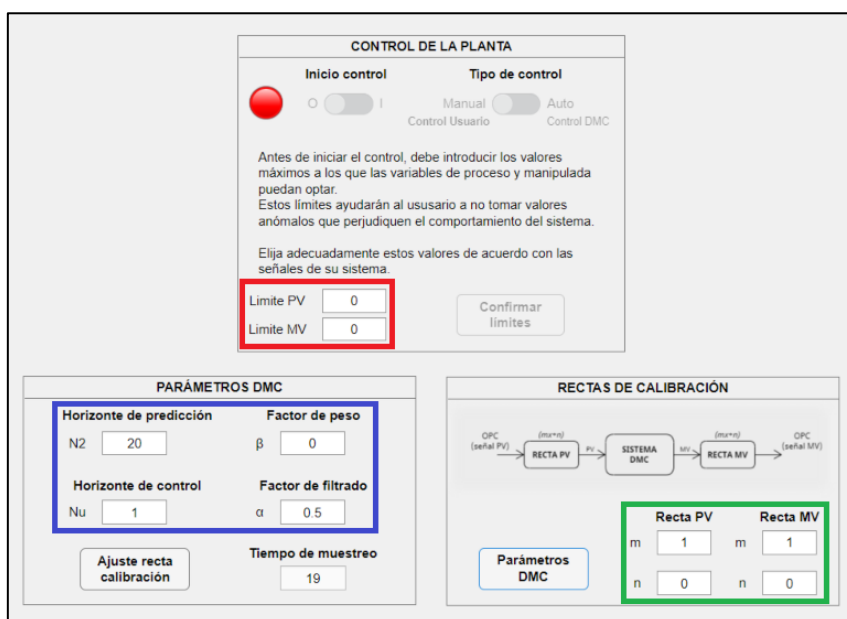 CONTROL DE LA PLANTA
Inicio control Tipo de control
O I Manual Auto
Control Usuario Control DMC
Antes de iniciar el control, debe introducir los valores
máximos a los que las variables de proceso y manipulada
puedan optar.
Estos límites ayudarán al ususario a no tomar valores
anómalos que perjudiquen el comportamiento del sistema.
Elija adecuadamente estos valores de acuerdo con las
señales de su sistema.
Limite PV 0
Limite MV 0
Confirmar
limites
PARÁMETROS DMC
Horizonte de predicción Factor de peso
N2 20 β 0
Horizonte de control Factor de filtrado
Nu 1 α 0.5
Ajuste recta
calibración
Tiempo de muestreo
19
RECTAS DE CALIBRACIÓN
OPC
(señal PV)
(mx+n)
RECTA PV
PV
SISTEMA
DMC
MV
(mx+n)
RECTA MV
OPC
(señal MV)
Recta PV Recta MV
m 1 m 1
n 0 n 0
Parámetros
DMC